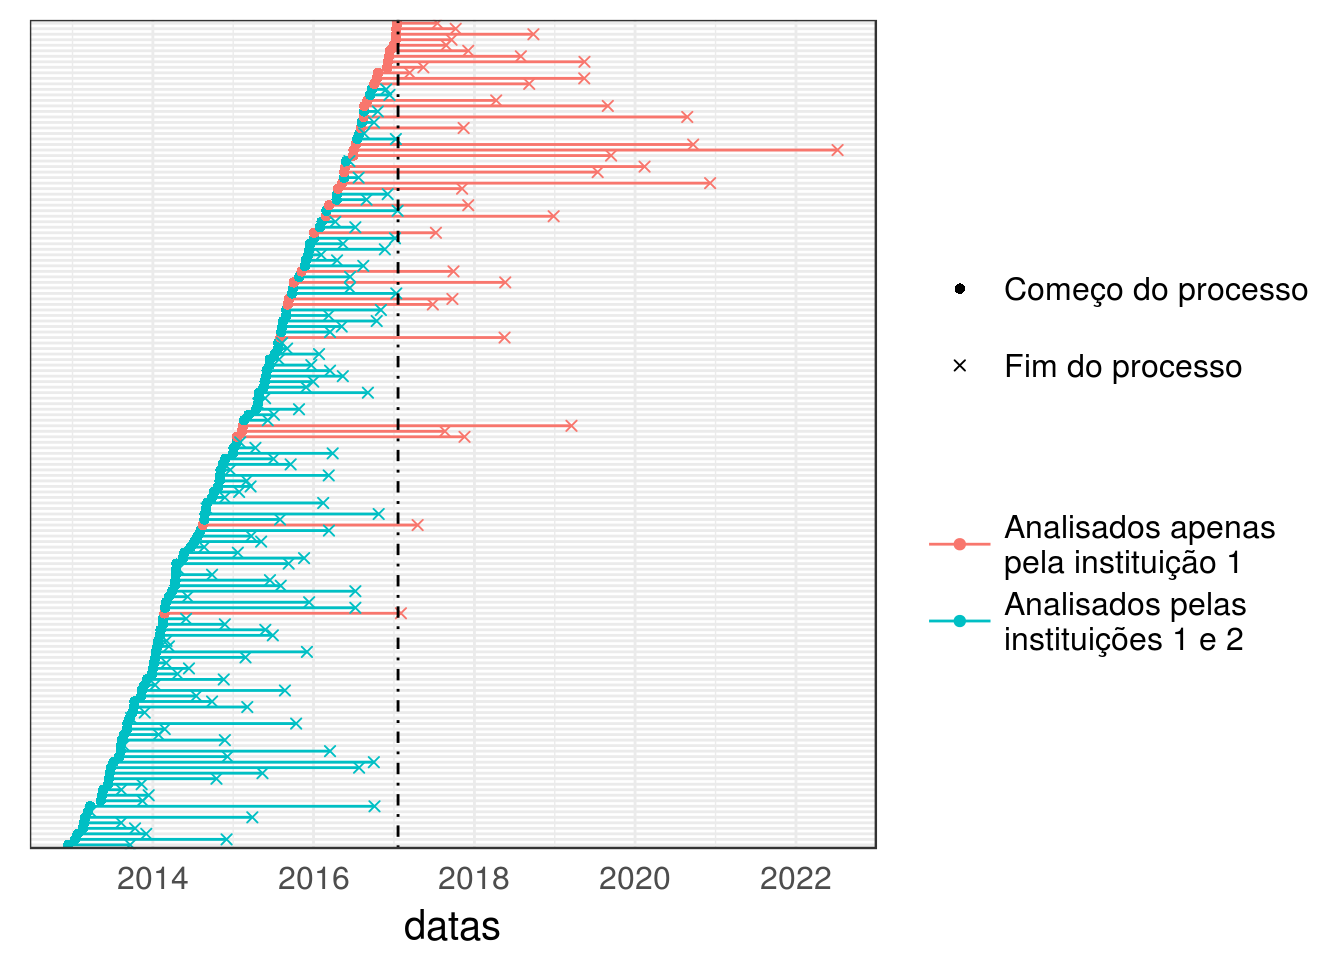 Começo do processo
Fim do processo
Analisados apenas
pela instituição 1
Analisados pelas
instituições 1 e 2
2014 2016 2018 2020 2022
datas